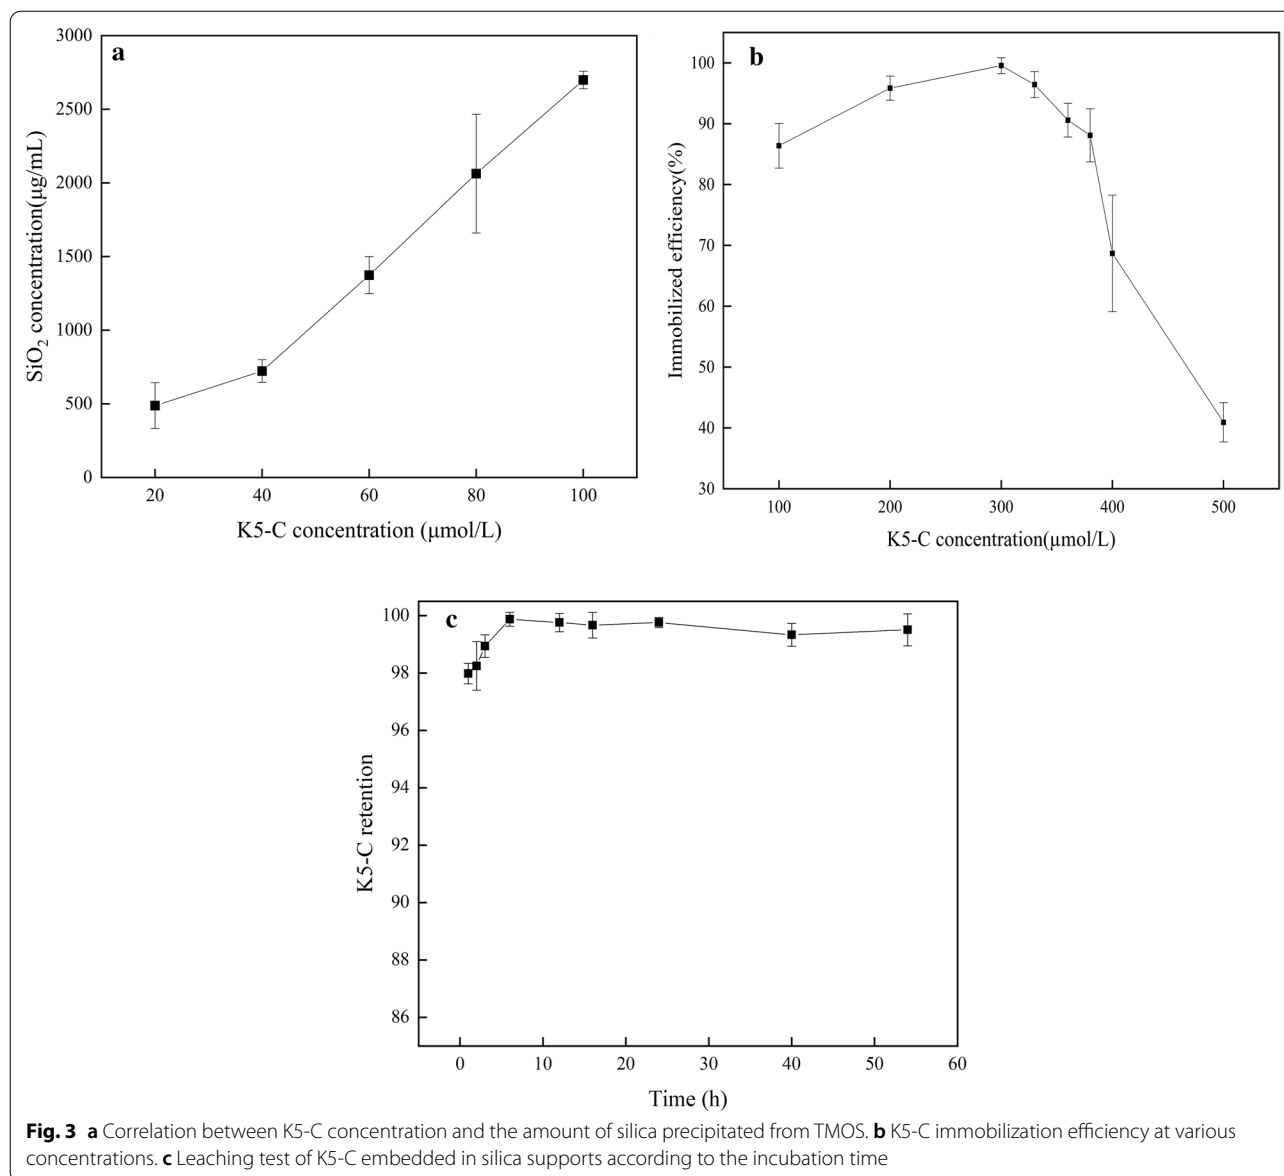 a
3000
2500
2000
1500
1000
500
0
SiO2 concentration(μg/mL)
20 40 60 80 100
K5-C concentration (μmol/L)
b
100
90
80
70
60
50
40
30
Immobilized efficiency(%)
100 200 300 400 500
K5-C concentration(μmol/L)
c
100
98
96
94
92
90
88
86
K5-C retention
0 10 20 30 40 50 60
Time (h)
Fig. 3 a Correlation between K5-C concentration and the amount of silica precipitated from TMOS. b K5-C immobilization efficiency at various
concentrations. c Leaching test of K5-C embedded in silica supports according to the incubation time